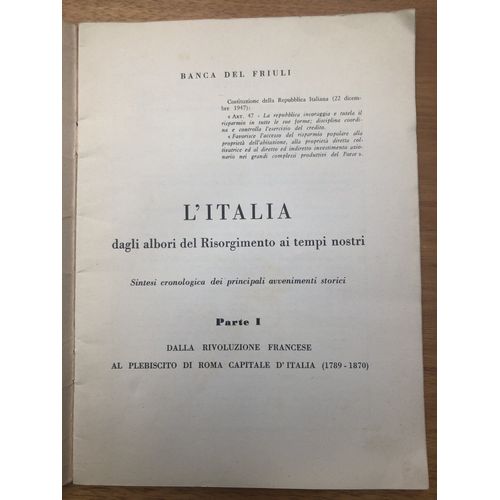 BANCA DEL FRIULI
Costituzione della Repubblica Italiana (22 dicem-
bre 1947):
« ART. 47 - La repubblica incoraggia e tutela il
risparmio in tutte le sue forme; disciplina coordi-
na e controlla l'esercizio del credito.
« Favorisce l'accesso del risparmio popolare alla
proprietà dell'abitazione, alla proprietà diretta col-
tivatrice ed al diretto ed indiretto investimento azio-
nario nei grandi complessi produttivi del Paese ».
L'ITALIA
dagli albori del Risorgimento ai tempi nostri
Sintesi cronologica dei principali avvenimenti storici
Parte I
DALLA RIVOLUZIONE FRANCESE
AL PLEBISCITO DI ROMA CAPITALE D'ITALIA (1789 - 1870)